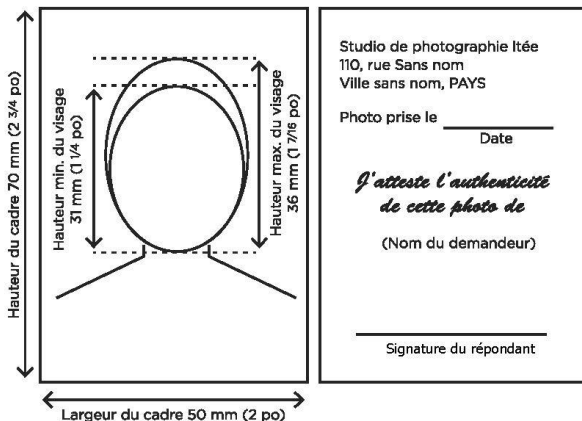 Hauteur du cadre 70 mm (2 3/4 po)
Hauteur min. du visage
31 mm (1 1/4 po)
Hauteur max. du visage
36 mm (1 7/16 po)
Largeur du cadre 50 mm (2 po)
Studio de photographie ltée
110, rue Sans nom
Ville sans nom, PAYS
Photo prise le
Date
J'atteste l'authenticité
de cette photo de
(Nom du demandeur)
Signature du répondant